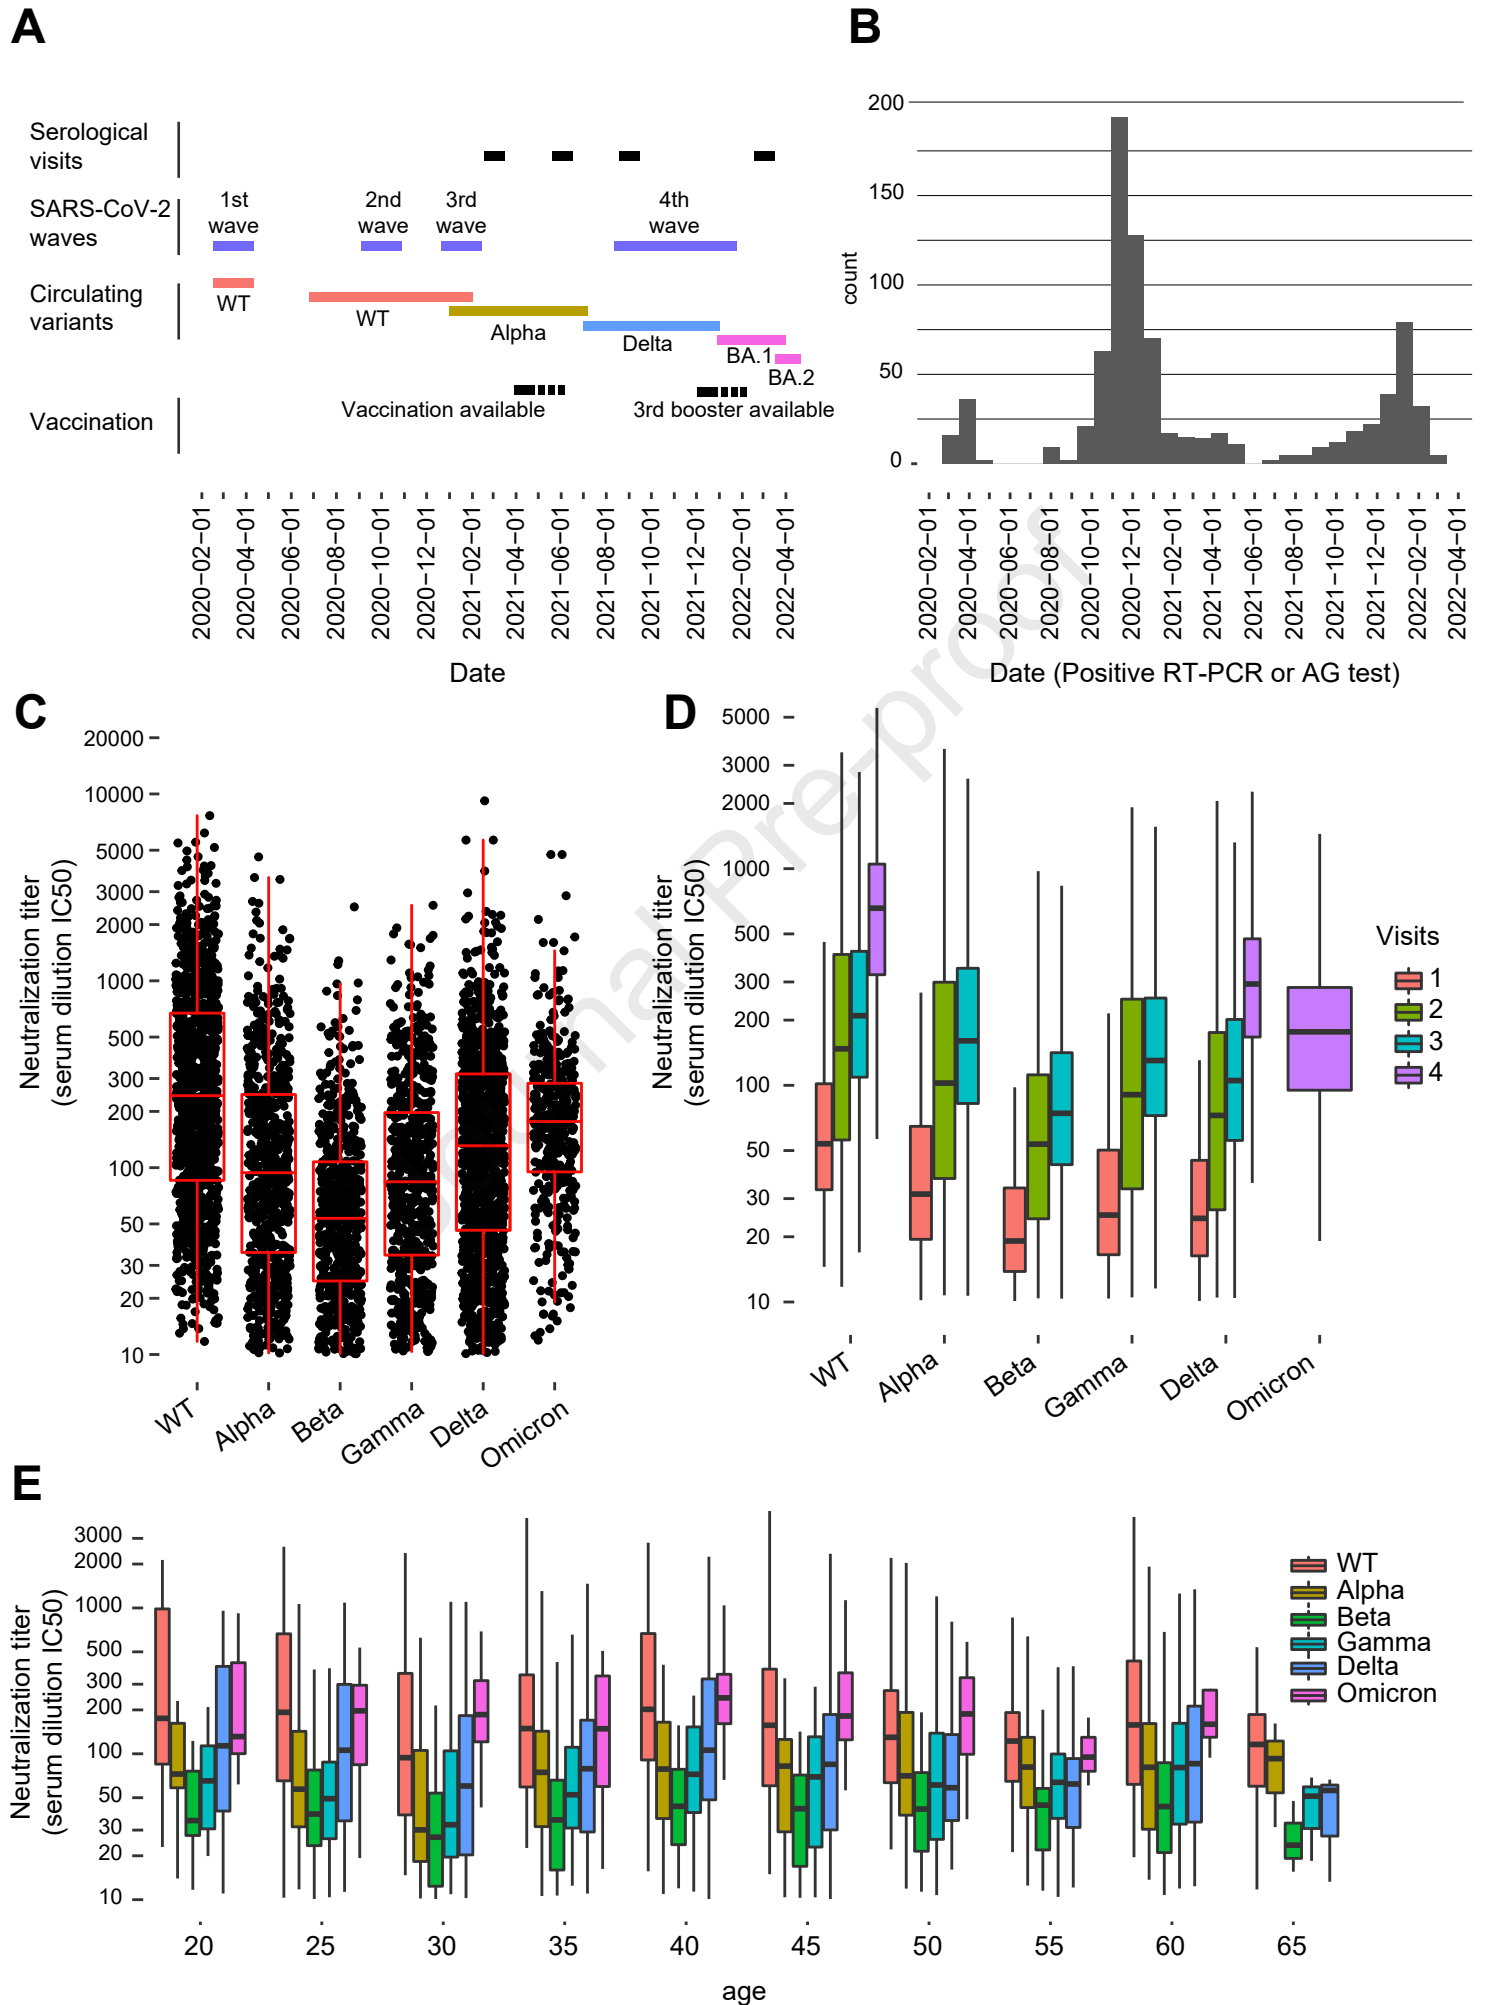 A
Serological
visits
SARS-CoV-2
waves
1st
wave
2nd
wave
3rd
wave
4th
wave
Circulating
variants
WT
WT
Alpha
Delta
BA.1
BA.2
Vaccination
Vaccination available
3rd booster available
2020−02−01
2020−04−01
2020−06−01
2020−08−01
2020−10−01
2020−12−01
2021−02−01
2021−04−01
2021−06−01
2021−08−01
2021−10−01
2021−12−01
2022−02−01
2022−04−01
Date
B
count
200
150
100
50
0
2020−02−01
2020−04−01
2020−06−01
2020−08−01
2020−10−01
2020−12−01
2021−02−01
2021−04−01
2021−06−01
2021−08−01
2021−10−01
2021−12−01
2022−02−01
2022−04−01
Date (Positive RT-PCR or AG test)
C
Neutralization titer
(serum dilution IC50)
20000
10000
5000
3000
2000
1000
500
300
200
100
50
30
20
10
WT
Alpha
Beta
Gamma
Delta
Omicron
D
Neutralization titer
(serum dilution IC50)
5000
3000
2000
1000
500
300
200
100
50
30
20
10
WT
Alpha
Beta
Gamma
Delta
Omicron
Visits
1
2
3
4
Journal Pre-proof
E
Neutralization titer
(serum dilution IC50)
3000
2000
1000
500
300
200
100
50
30
20
10
20
25
30
35
40
45
50
55
60
65
age
WT
Alpha
Beta
Gamma
Delta
Omicron